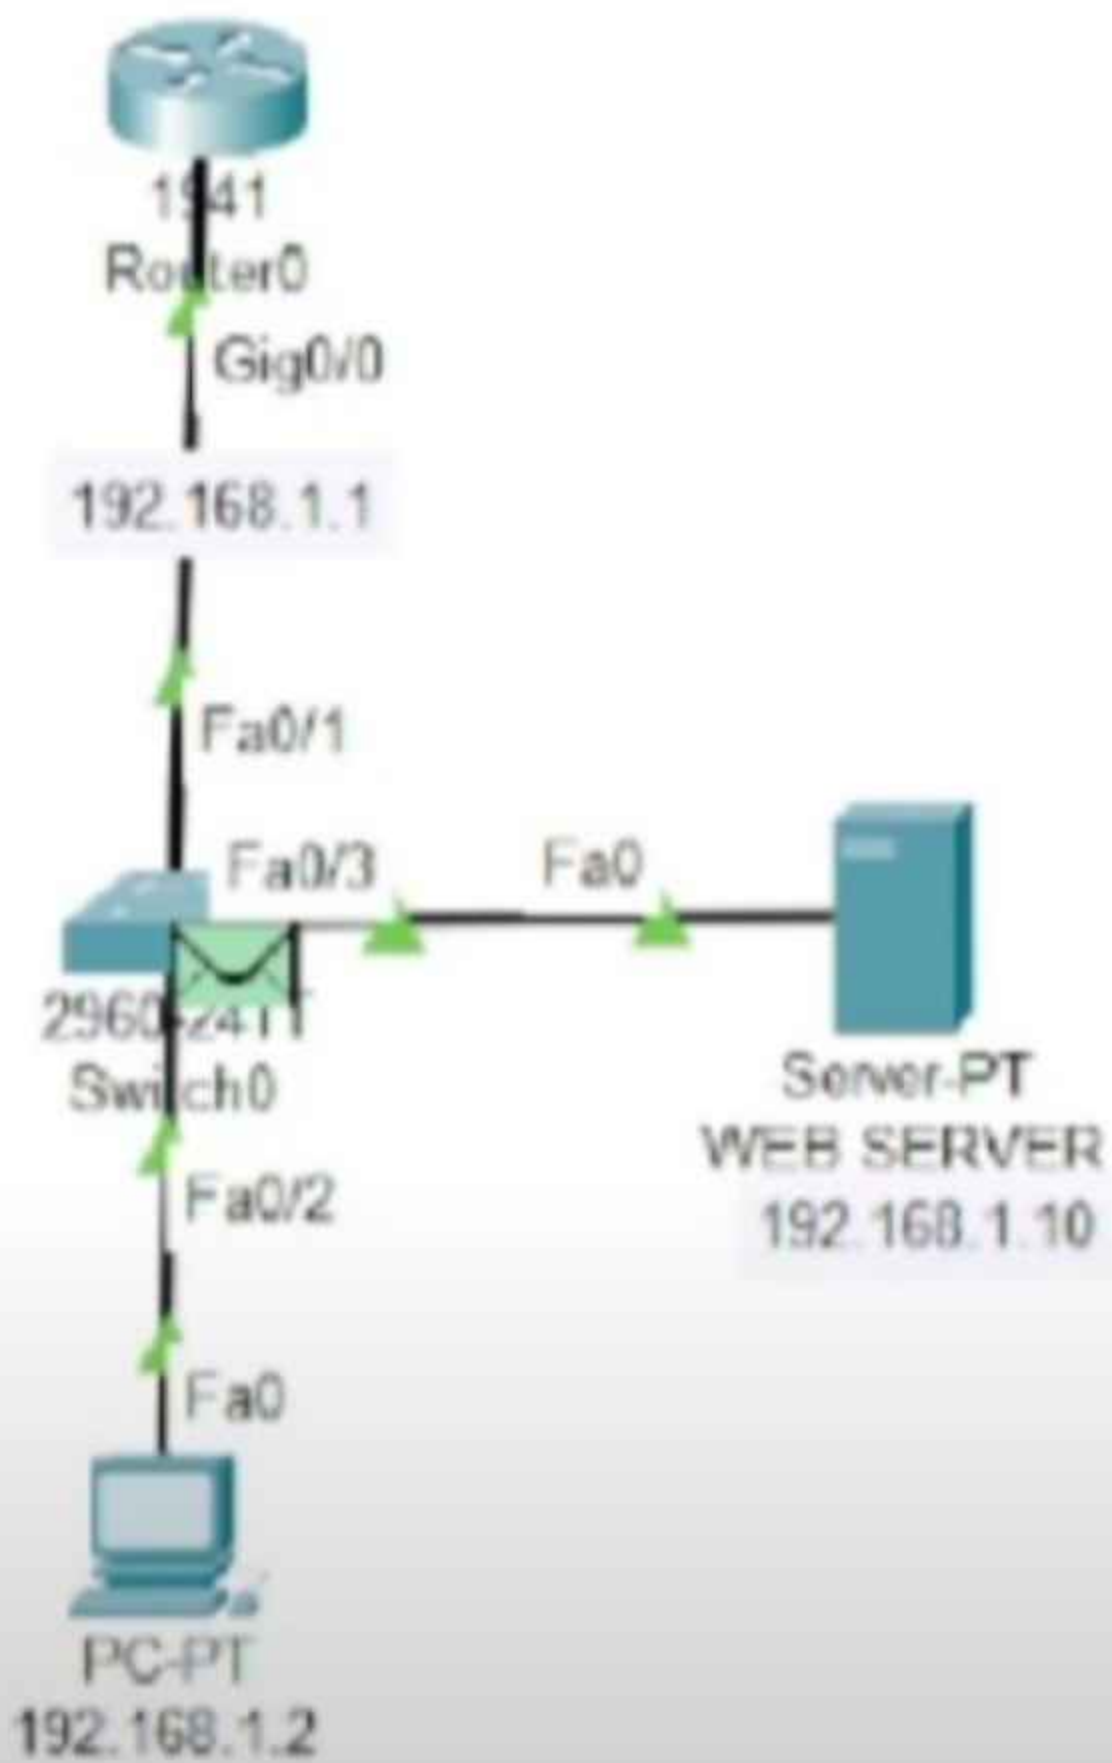 1941
Router0
Gig0/0
192.168.1.1
Fa0/1
Fa0/3
Fa0
2960-24TT
Switch0
Server-PT
WEB SERVER
192.168.1.10
Fa0/2
Fa0
PC-PT
192.168.1.2